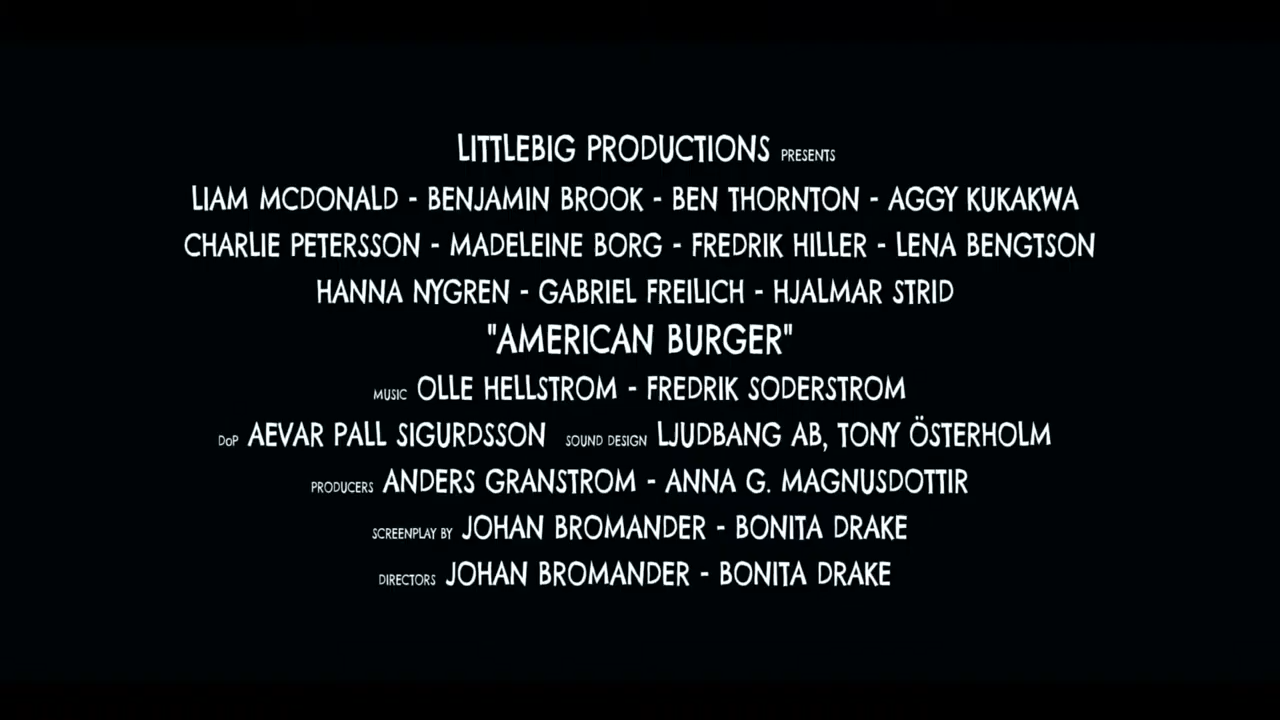 LITTLEBIG PRODUCTIONS PRESENTS
LIAM MCDONALD - BENJAMIN BROOK - BEN THORNTON - AGGY KUKAKWA
CHARLIE PETERSSON - MADELEINE BORG - FREDRIK HILLER - LENA BENGTSON
HANNA NYGREN - GABRIEL FREILICH - HJALMAR STRID
"AMERICAN BURGER"
MUSIC OLLE HELLSTROM - FREDRIK SODERSTROM
DoP AEVAR PALL SIGURDSSON SOUND DESIGN LJUDBANG AB, TONY ÖSTERHOLM
PRODUCERS ANDERS GRANSTROM - ANNA G. MAGNUSDOTTIR
SCREENPLAY BY JOHAN BROMANDER - BONITA DRAKE
DIRECTORS JOHAN BROMANDER - BONITA DRAKE